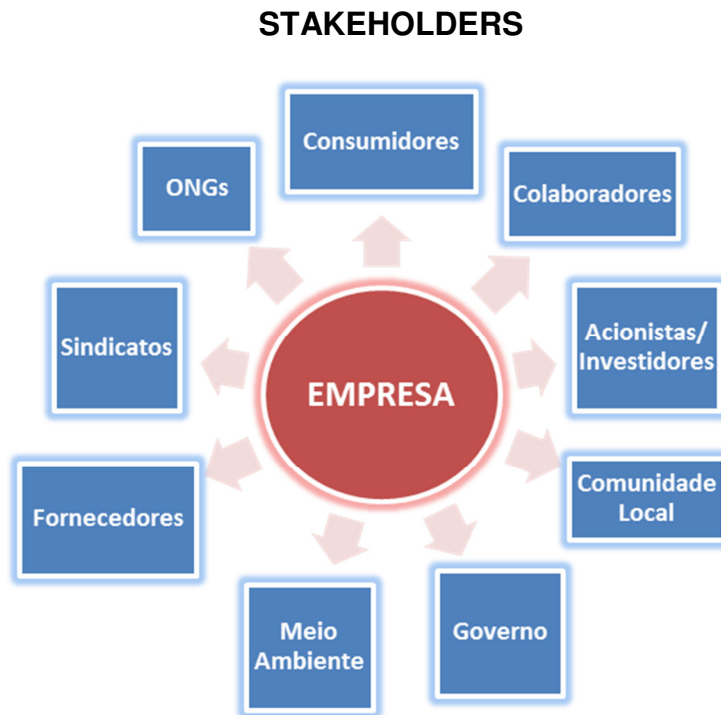 STAKEHOLDERS
Consumidores
ONGs
Colaboradores
Sindicatos
Acionistas/
Investidores
EMPRESA
Fornecedores
Comunidade
Local
Meio
Ambiente
Governo